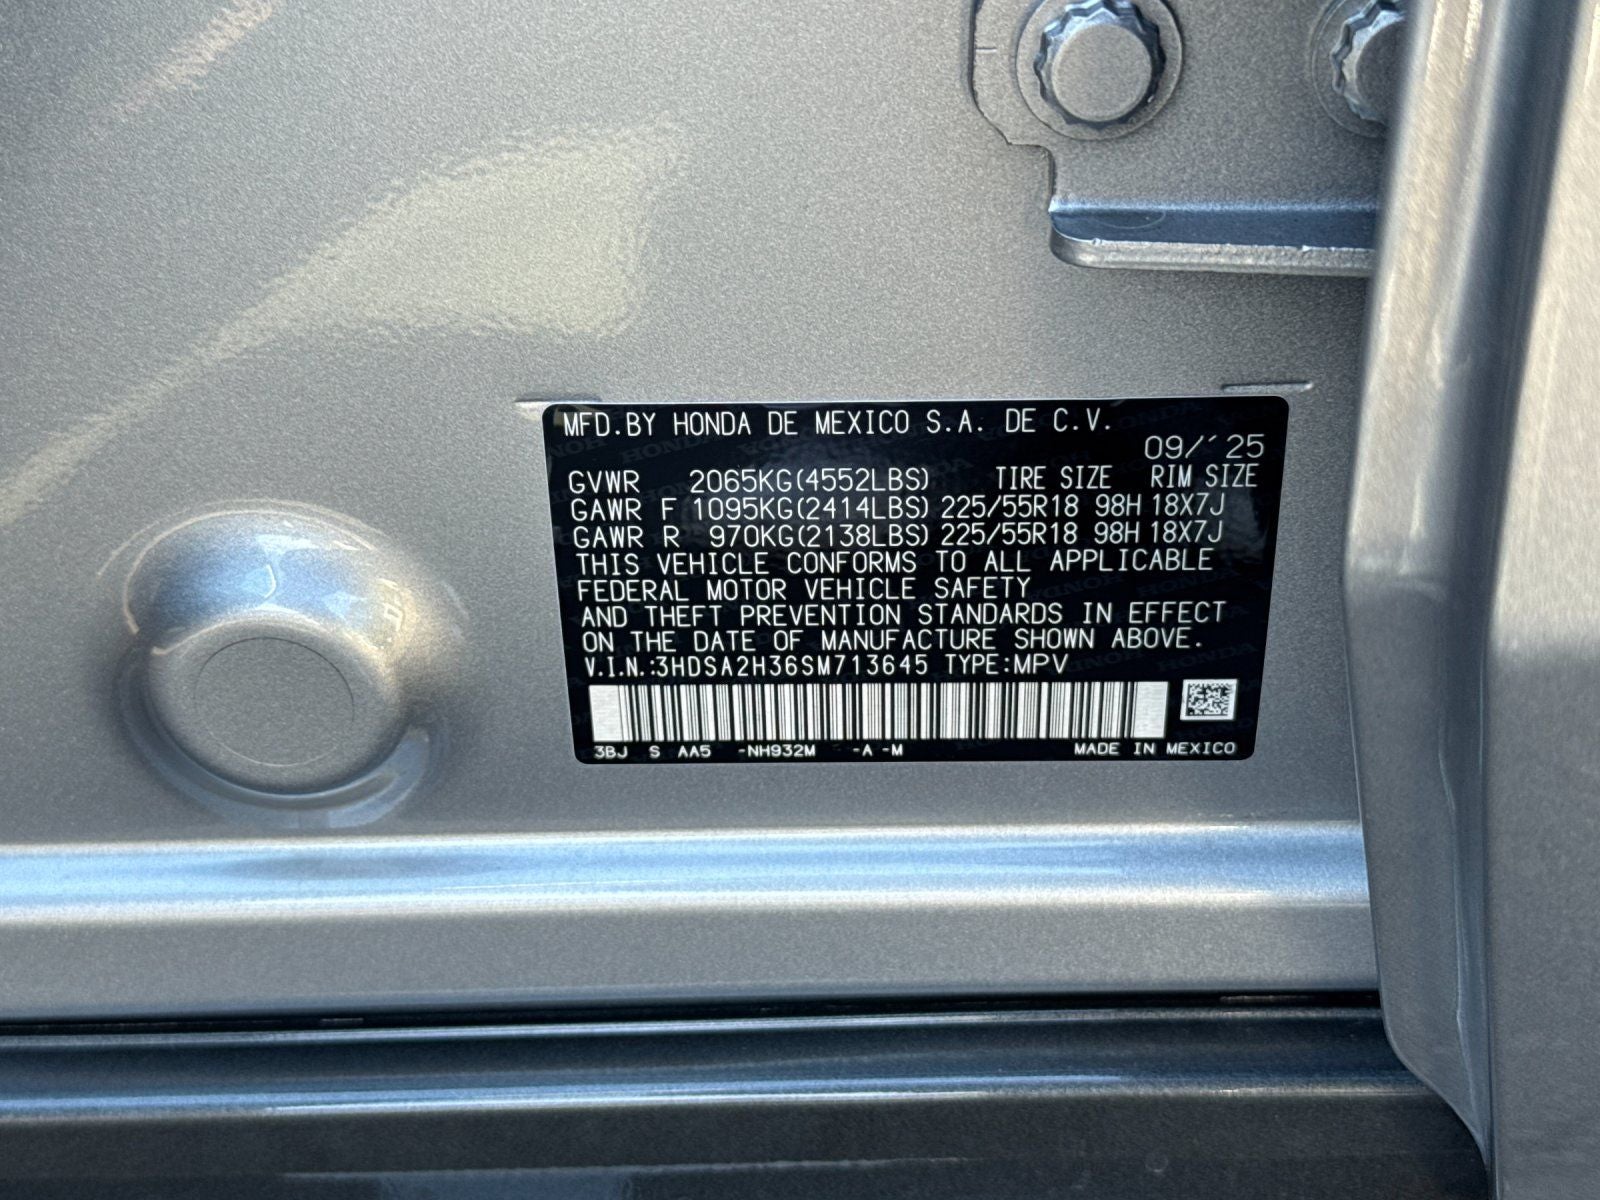 MFD.BY HONDA DE MEXICO S.A. DE C.V.
09/´25
GVWR 2065KG(4552LBS) TIRE SIZE RIM SIZE
GAWR F 1095KG(2414LBS) 225/55R18 98H 18X7J
GAWR R 970KG(2138LBS) 225/55R18 98H 18X7J
THIS VEHICLE CONFORMS TO ALL APPLICABLE
FEDERAL MOTOR VEHICLE SAFETY
AND THEFT PREVENTION STANDARDS IN EFFECT
ON THE DATE OF MANUFACTURE SHOWN ABOVE.
V.I.N.:3HDSA2H36SM713645 TYPE:MPV
3BJ S AA5 -NH932M -A -M MADE IN MEXICO